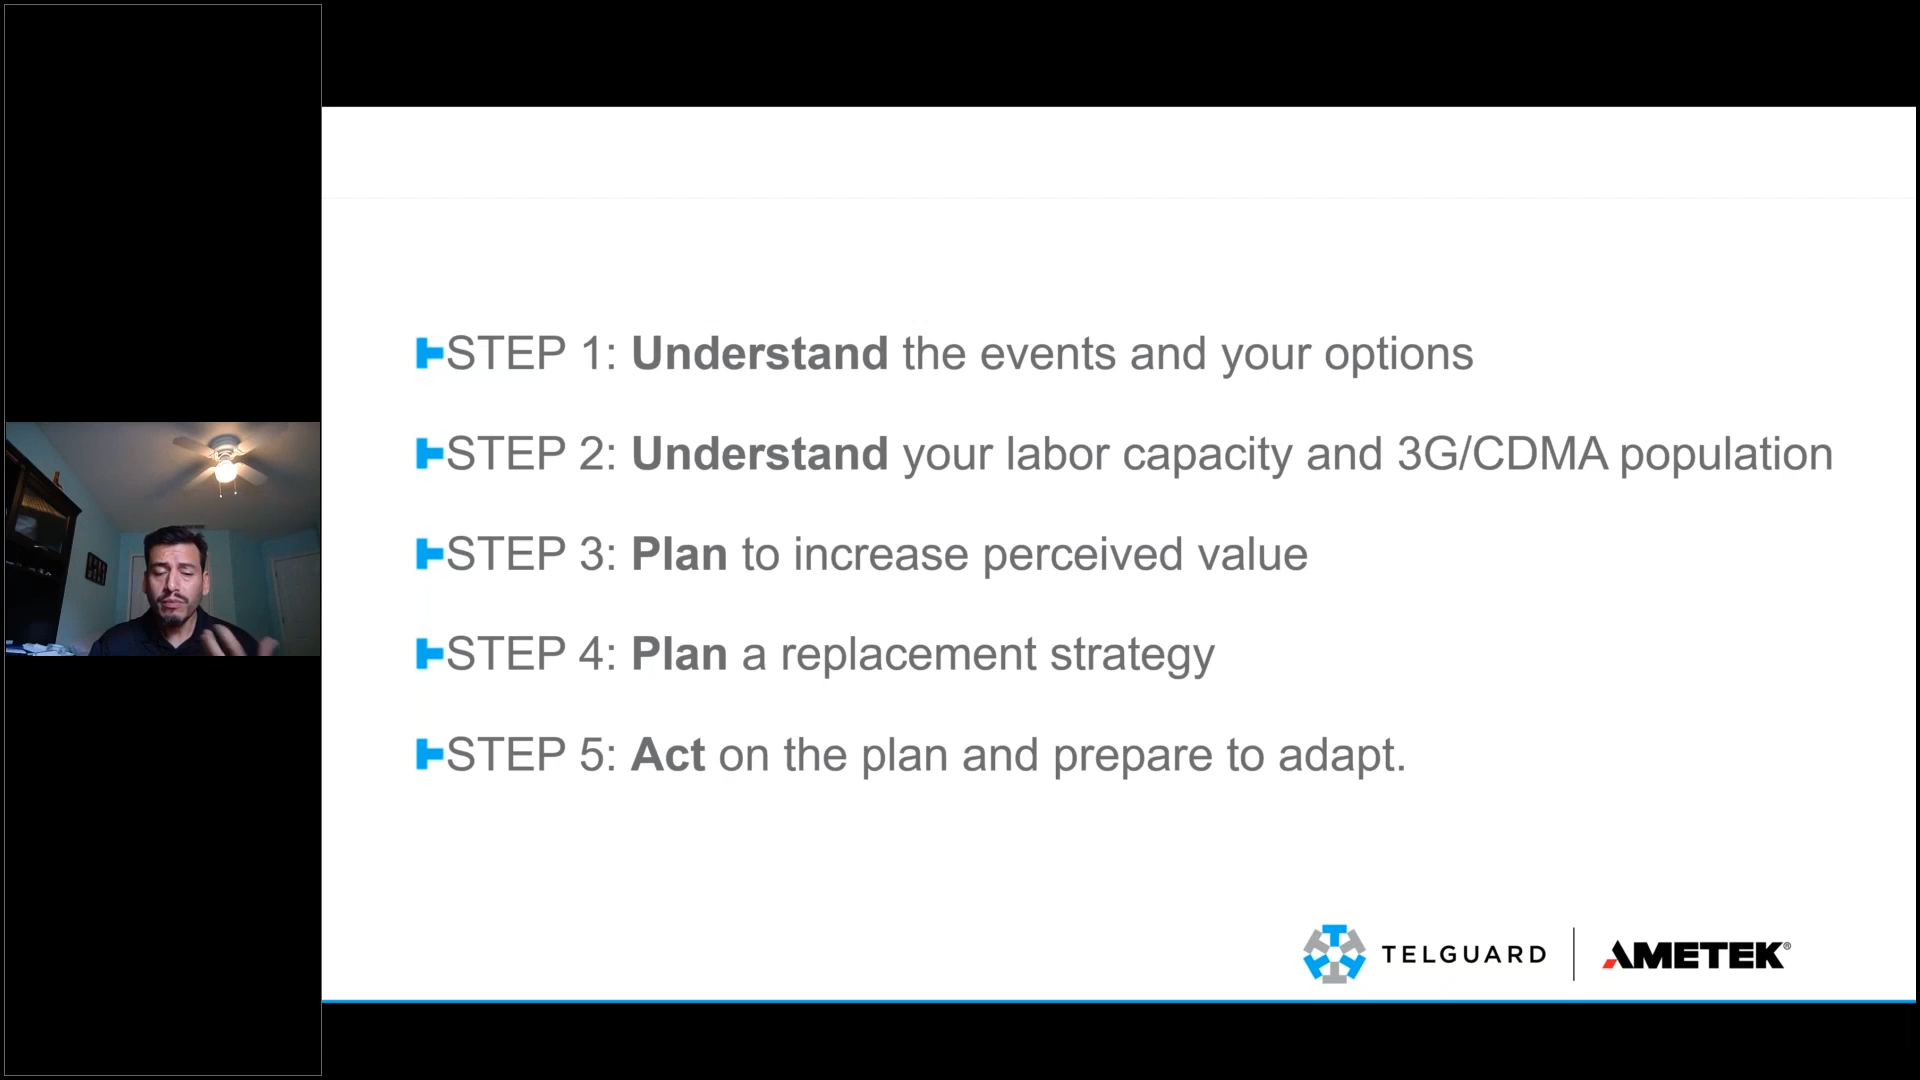 STEP 1: Understand the events and your options
STEP 2: Understand your labor capacity and 3G/CDMA population
STEP 3: Plan to increase perceived value
STEP 4: Plan a replacement strategy
STEP 5: Act on the plan and prepare to adapt.
TELGUARD | AMETEK®